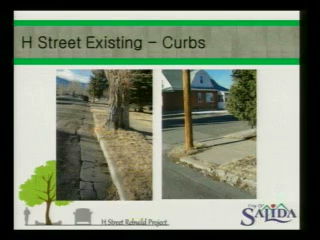 H Street Existing - Curbs
H Street Rebuild Project
City Of
SALIDA